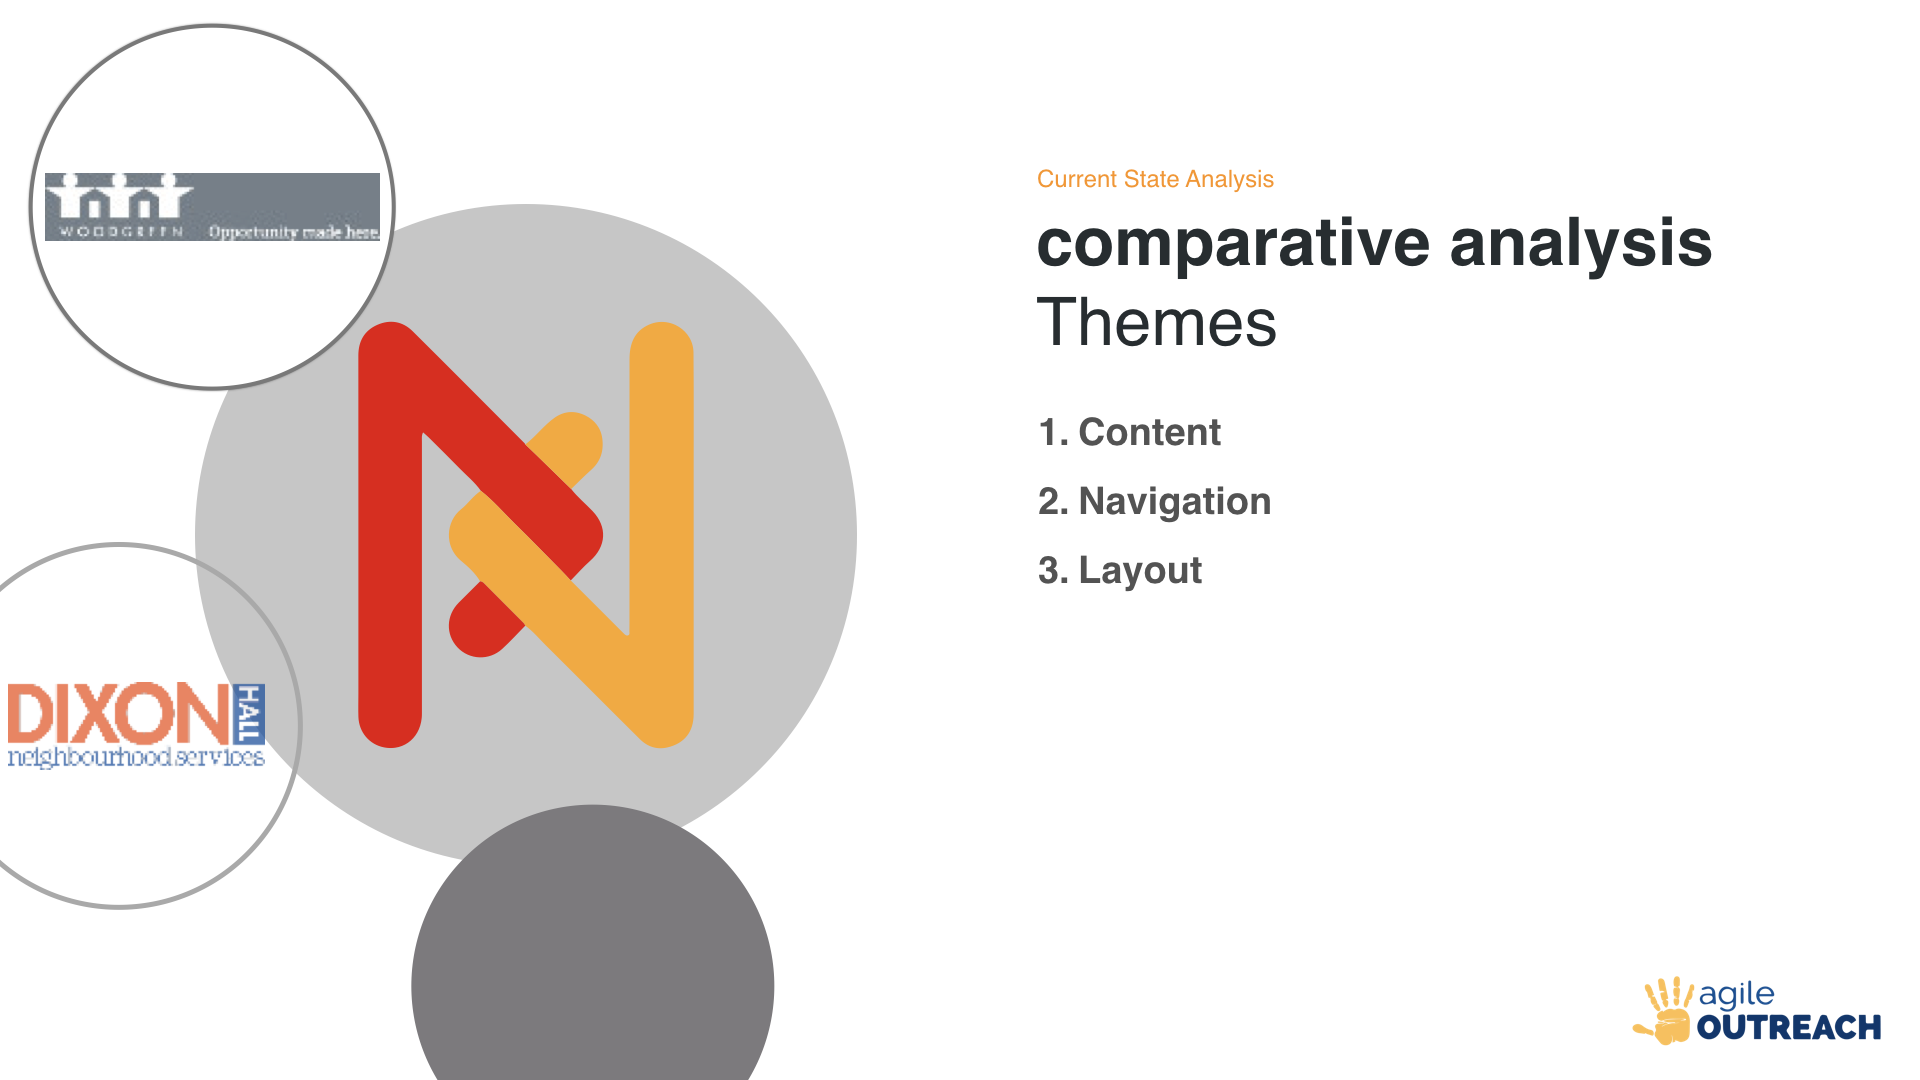 WOODGREEN Opportunity made here.
Current State Analysis
comparative analysis
Themes
1. Content
2. Navigation
3. Layout
DIXON HALL
neighbourhood services
agile
OUTREACH